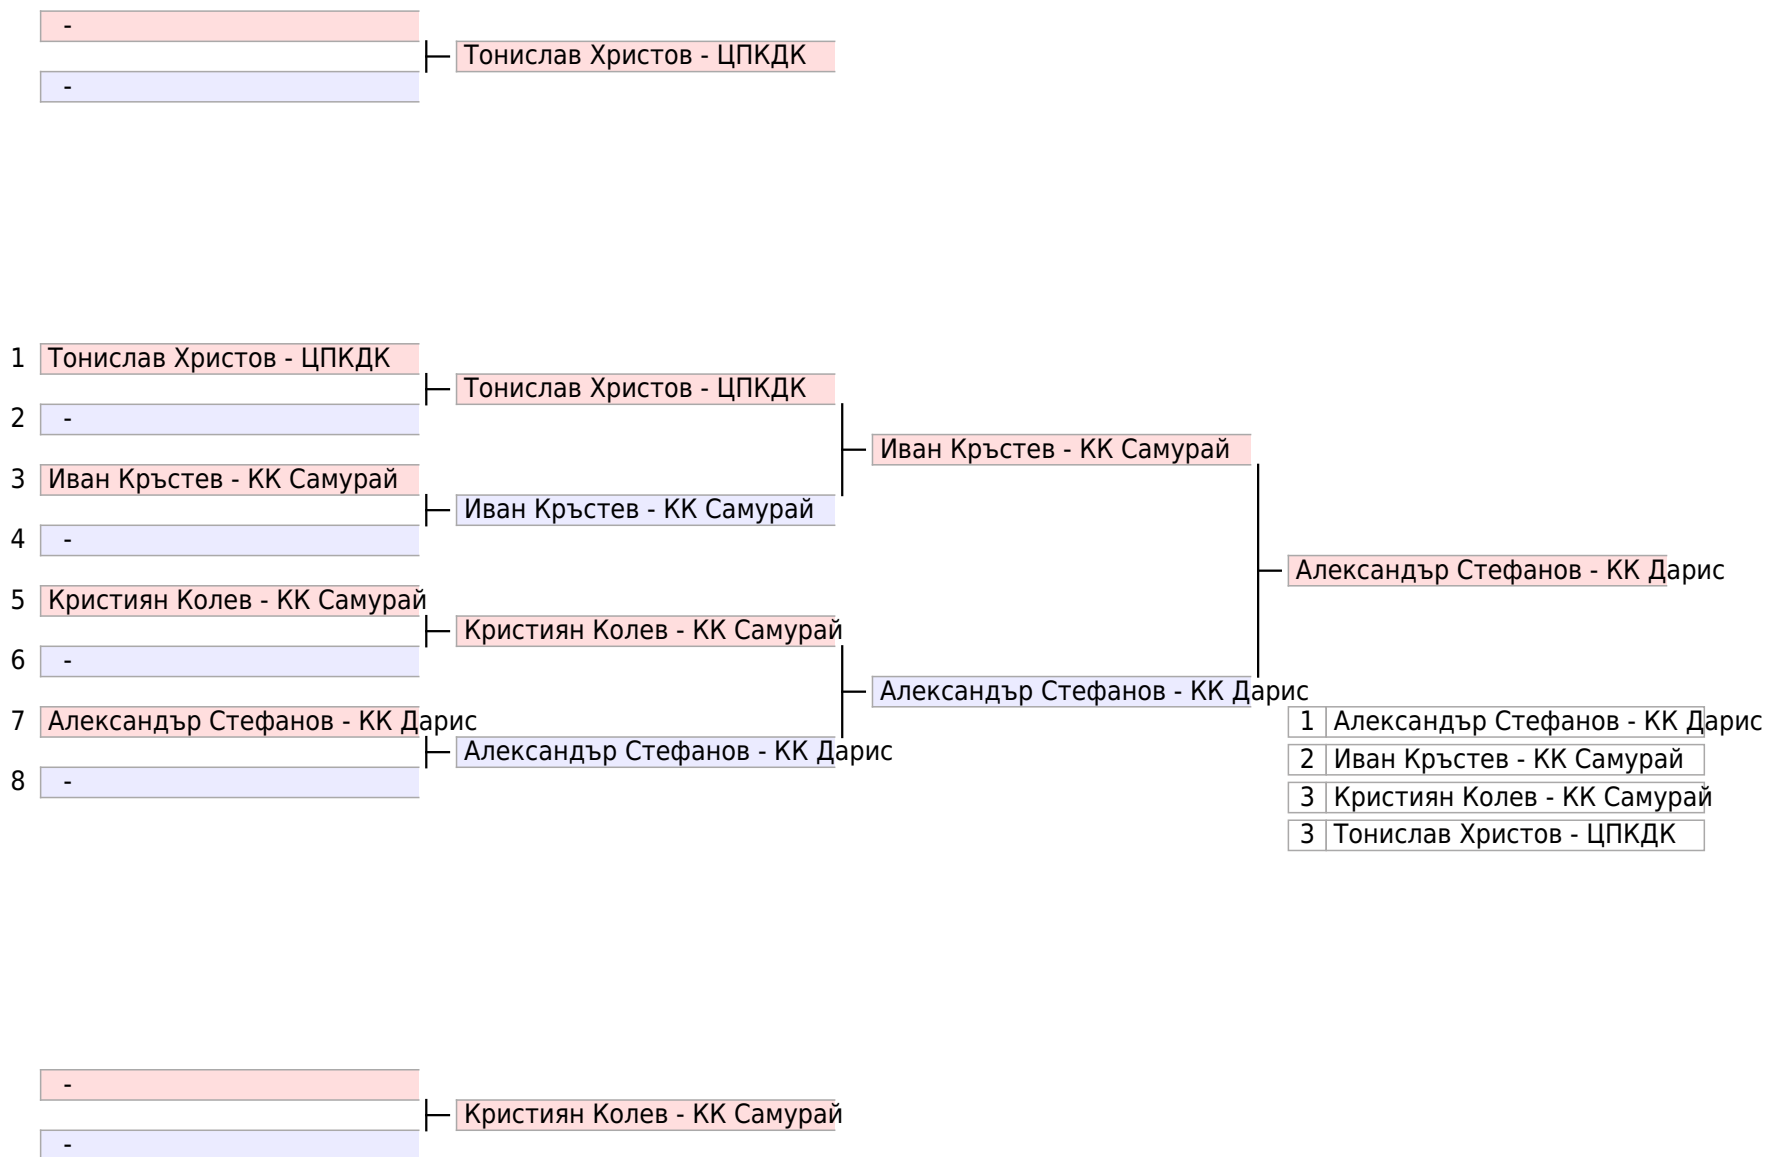 -
Тонислав Христов - ЦПКДК
-
1 Тонислав Христов - ЦПКДК
Тонислав Христов - ЦПКДК
2 -
Иван Кръстев - КК Самурай
3 Иван Кръстев - КК Самурай
Иван Кръстев - КК Самурай
4 -
Александър Стефанов - КК Дарис
5 Кристиян Колев - КК Самурай
Кристиян Колев - КК Самурай
6 -
Александър Стефанов - КК Дарис
7 Александър Стефанов - КК Дарис
Александър Стефанов - КК Дарис
8 -
1 Александър Стефанов - КК Дарис
2 Иван Кръстев - КК Самурай
3 Кристиян Колев - КК Самурай
3 Тонислав Христов - ЦПКДК
-
Кристиян Колев - КК Самурай
-